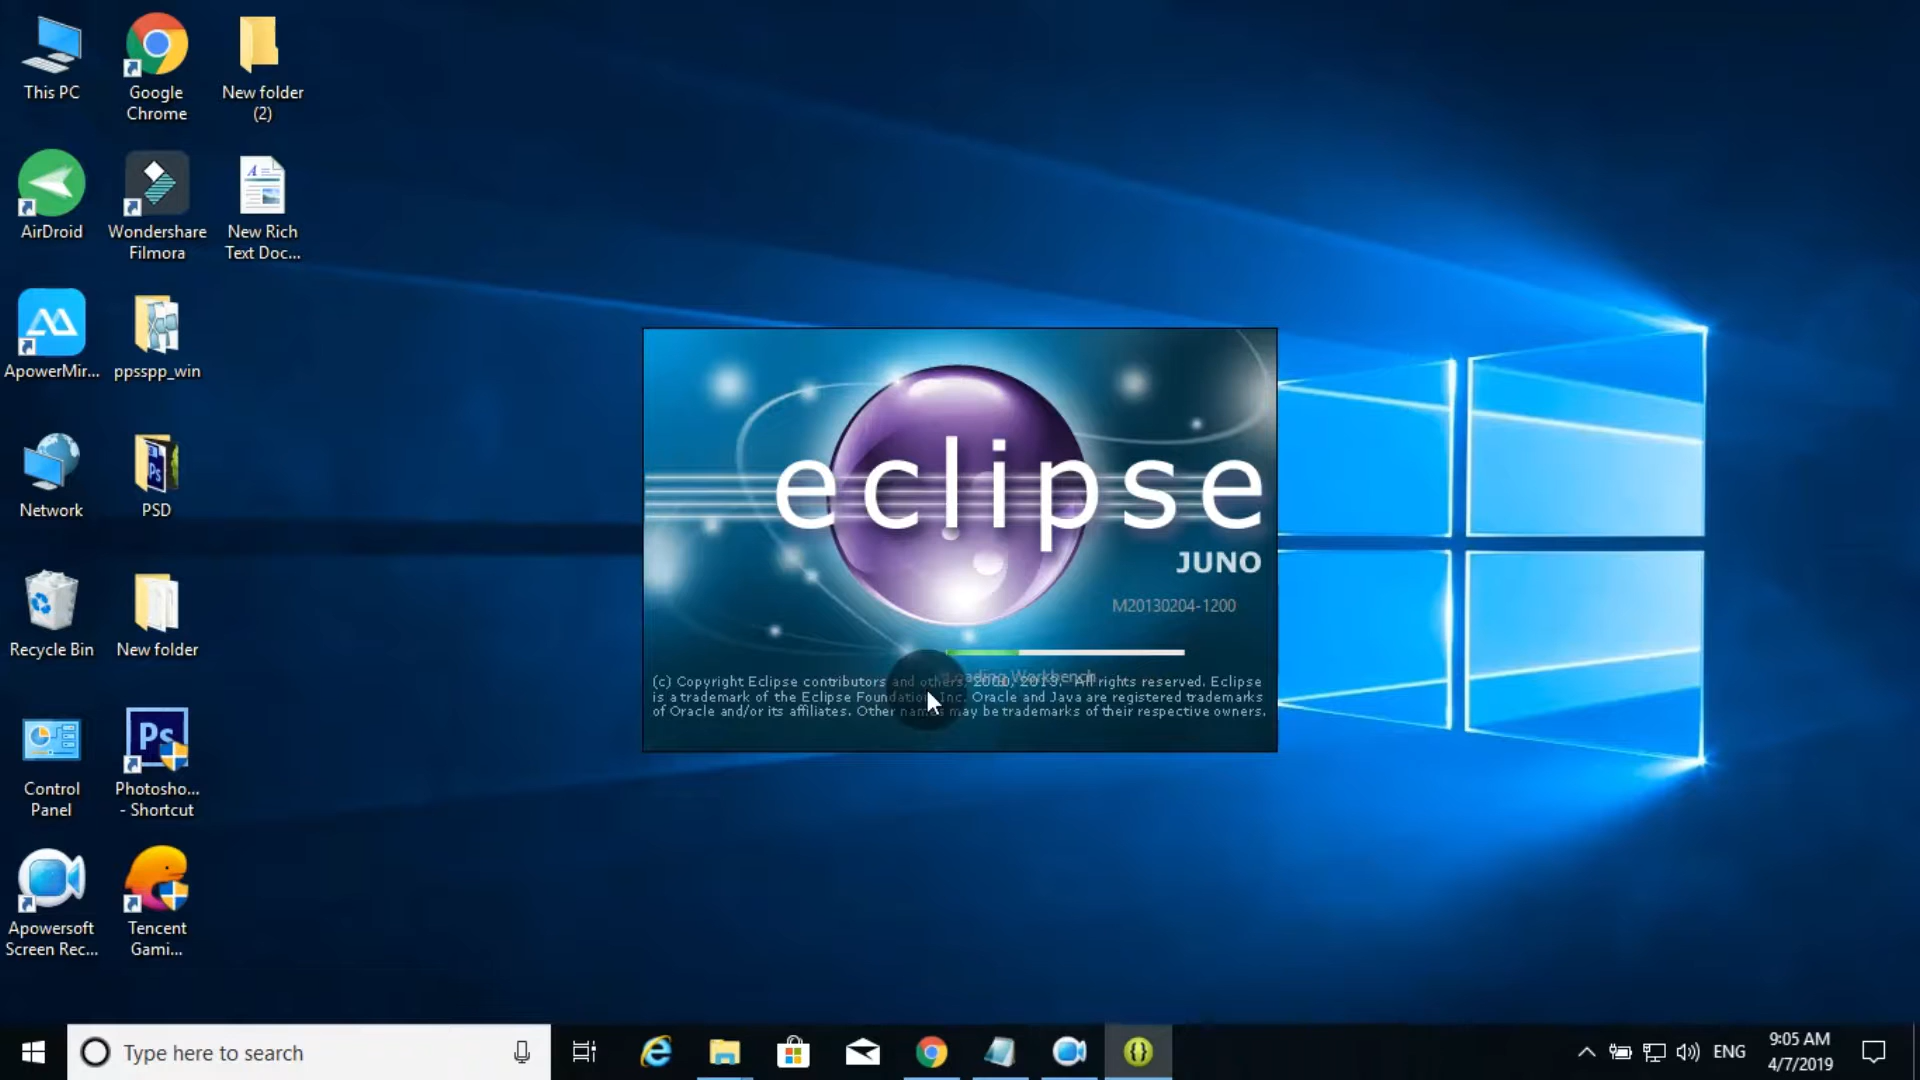 This PC
Google
Chrome
New folder
(2)
AirDroid
Wondershare
Filmora
New Rich
Text Doc...
ApowerMir...
ppsspp_win
Network
PSD
Recycle Bin
New folder
Control
Panel
Photosho...
- Shortcut
Apowersoft
Screen Rec...
Tencent
Gami...
Ps
eclipse
JUNO
M20130204-1200
Loading Workbench
(c) Copyright Eclipse contributors and others, 2000, 2013. All rights reserved. Eclipse
is a trademark of the Eclipse Foundation, Inc. Oracle and Java are registered trademarks
of Oracle and/or its affiliates. Other names may be trademarks of their respective owners.
Type here to search
ENG
9:05 AM
4/7/2019